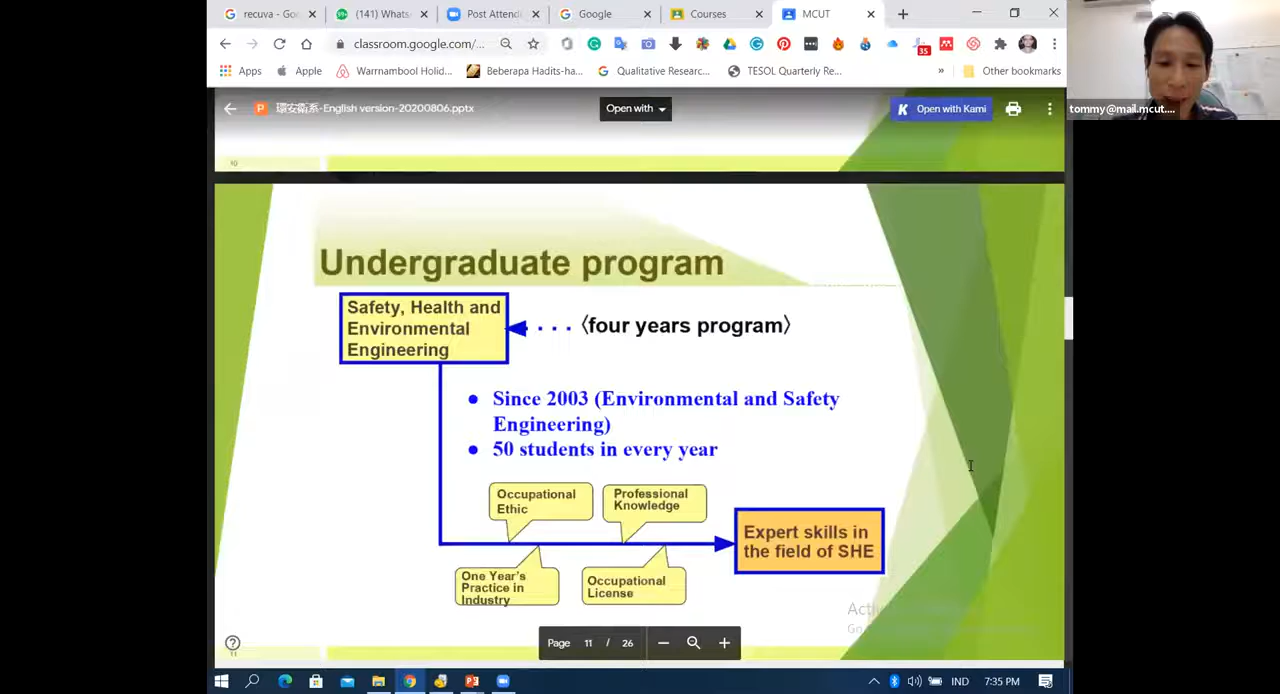 recuva - Go
(141) Whats
Post Attend
Google
Courses
MCUT
classroom.google.com/...
35
Apps
Apple
Warrnambool Holid...
Beberapa Hadits-ha...
Qualitative Researc...
TESOL Quarterly Re...
»
Other bookmarks
tommy@mail.mcut....
環安衛系-English version-20200806.pptx
Open with
Open with Kami
10
Undergraduate program
Safety, Health and
Environmental
Engineering
〈four years program〉
• Since 2003 (Environmental and Safety
Engineering)
• 50 students in every year
Occupational
Ethic
Professional
Knowledge
Expert skills in
the field of SHE
One Year's
Practice in
Industry
Occupational
License
Page 11 / 26
11
IND
7:35 PM